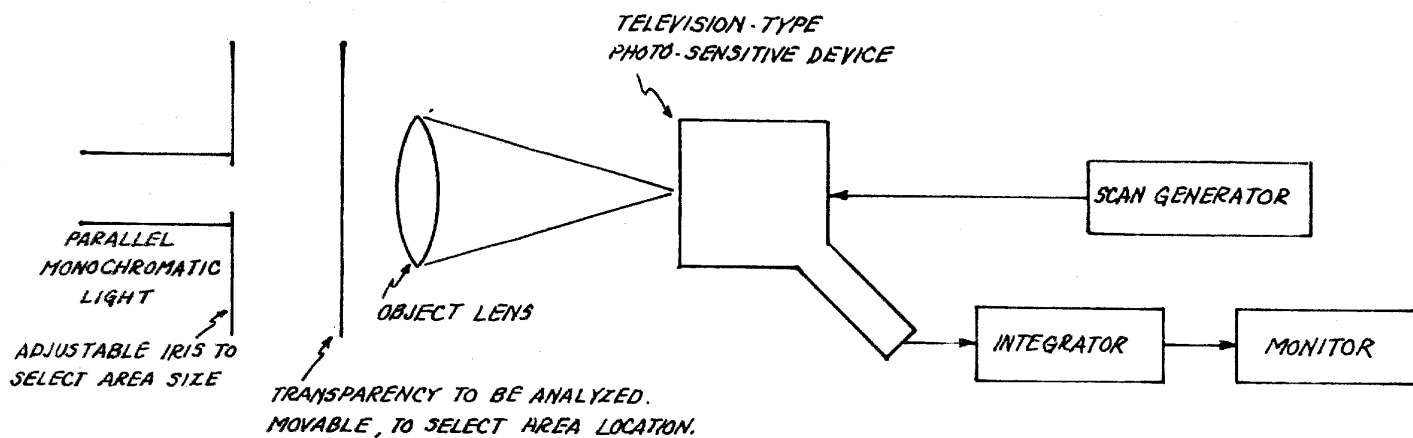 TELEVISION-TYPE
PHOTO-SENSITIVE DEVICE
SCAN GENERATOR
PARALLEL
MONOCHROMATIC
LIGHT
OBJECT LENS
INTEGRATOR
MONITOR
ADJUSTABLE IRIS TO
SELECT AREA SIZE
TRANSPARENCY TO BE ANALYZED.
MOVABLE, TO SELECT AREA LOCATION.